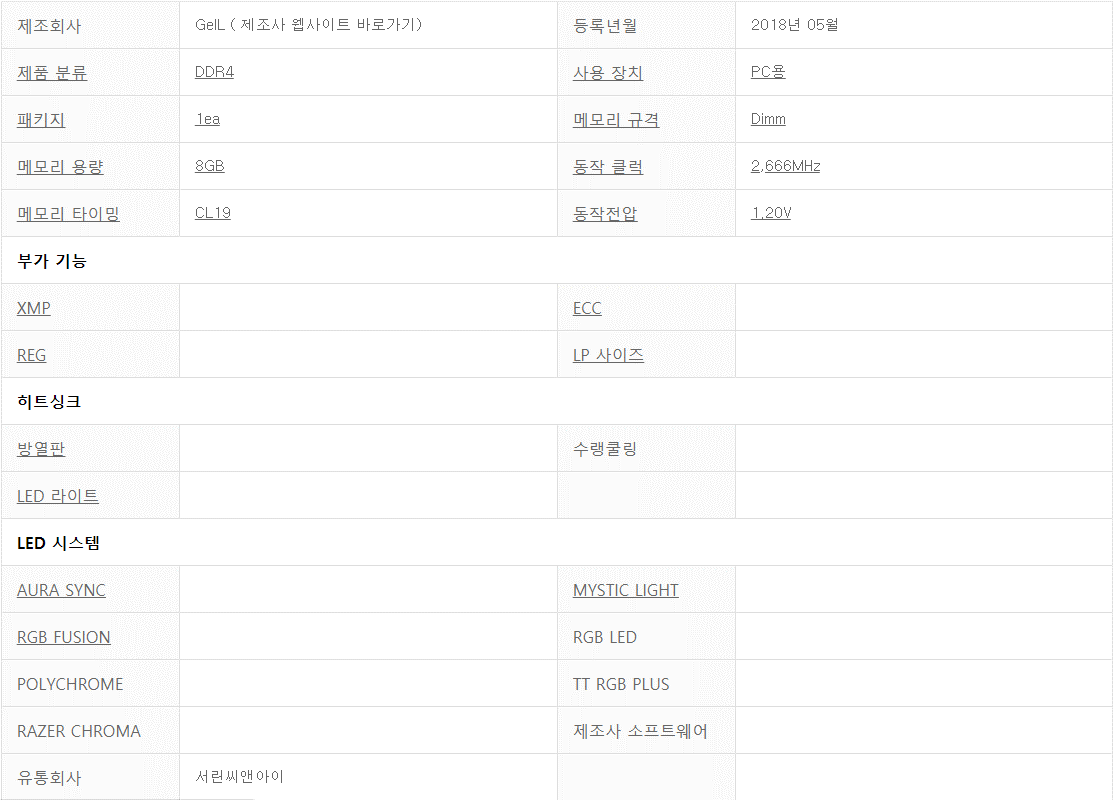 제조회사 GeIL ( 제조사 웹사이트 바로가기) 등록년월 2018년 05월
제품 분류 DDR4 사용 장치 PC용
패키지 1ea 메모리 규격 Dimm
메모리 용량 8GB 동작 클럭 2,666MHz
메모리 타이밍 CL19 동작전압 1.20V
부가 기능
XMP ECC
REG LP 사이즈
히트싱크
방열판 수랭쿨링
LED 라이트
LED 시스템
AURA SYNC MYSTIC LIGHT
RGB FUSION RGB LED
POLYCHROME TT RGB PLUS
RAZER CHROMA 제조사 소프트웨어
유통회사 서린씨앤아이